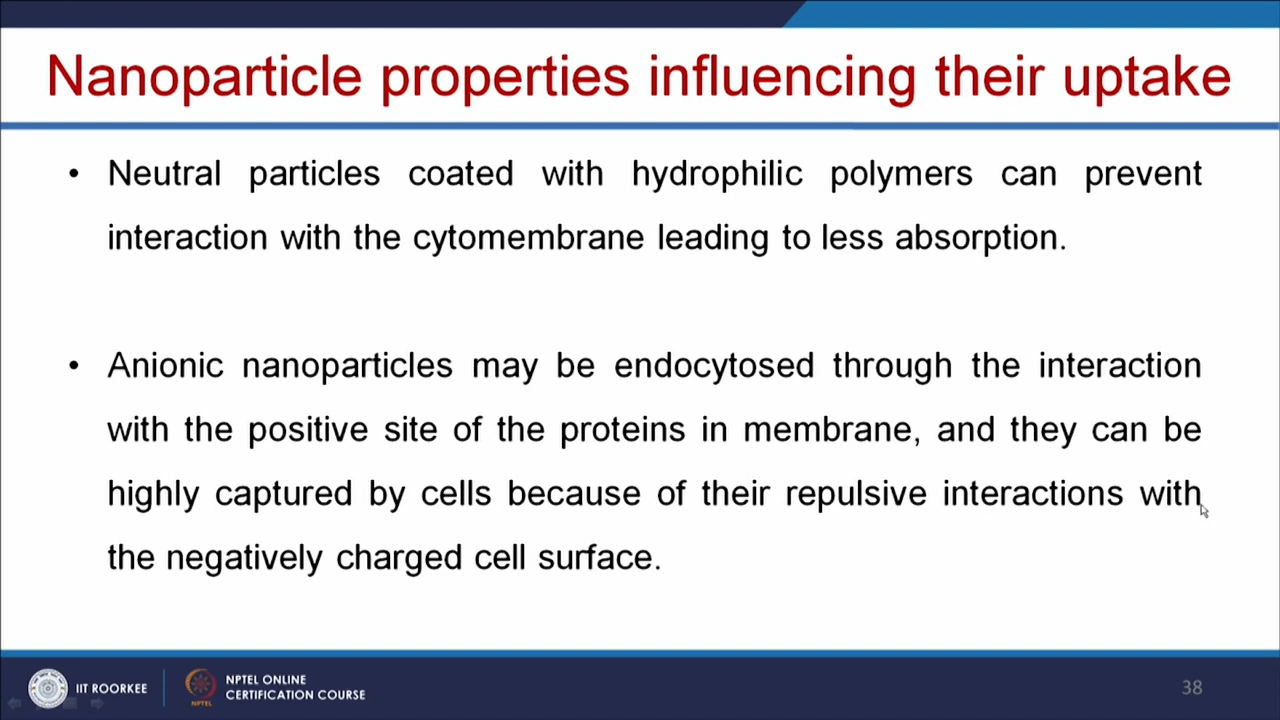 Nanoparticle properties influencing their uptake
• Neutral particles coated with hydrophilic polymers can prevent
interaction with the cytomembrane leading to less absorption.
• Anionic nanoparticles may be endocytosed through the interaction
with the positive site of the proteins in membrane, and they can be
highly captured by cells because of their repulsive interactions with
the negatively charged cell surface.
IIT ROORKEE
NPTEL
NPTEL ONLINE
CERTIFICATION COURSE
38